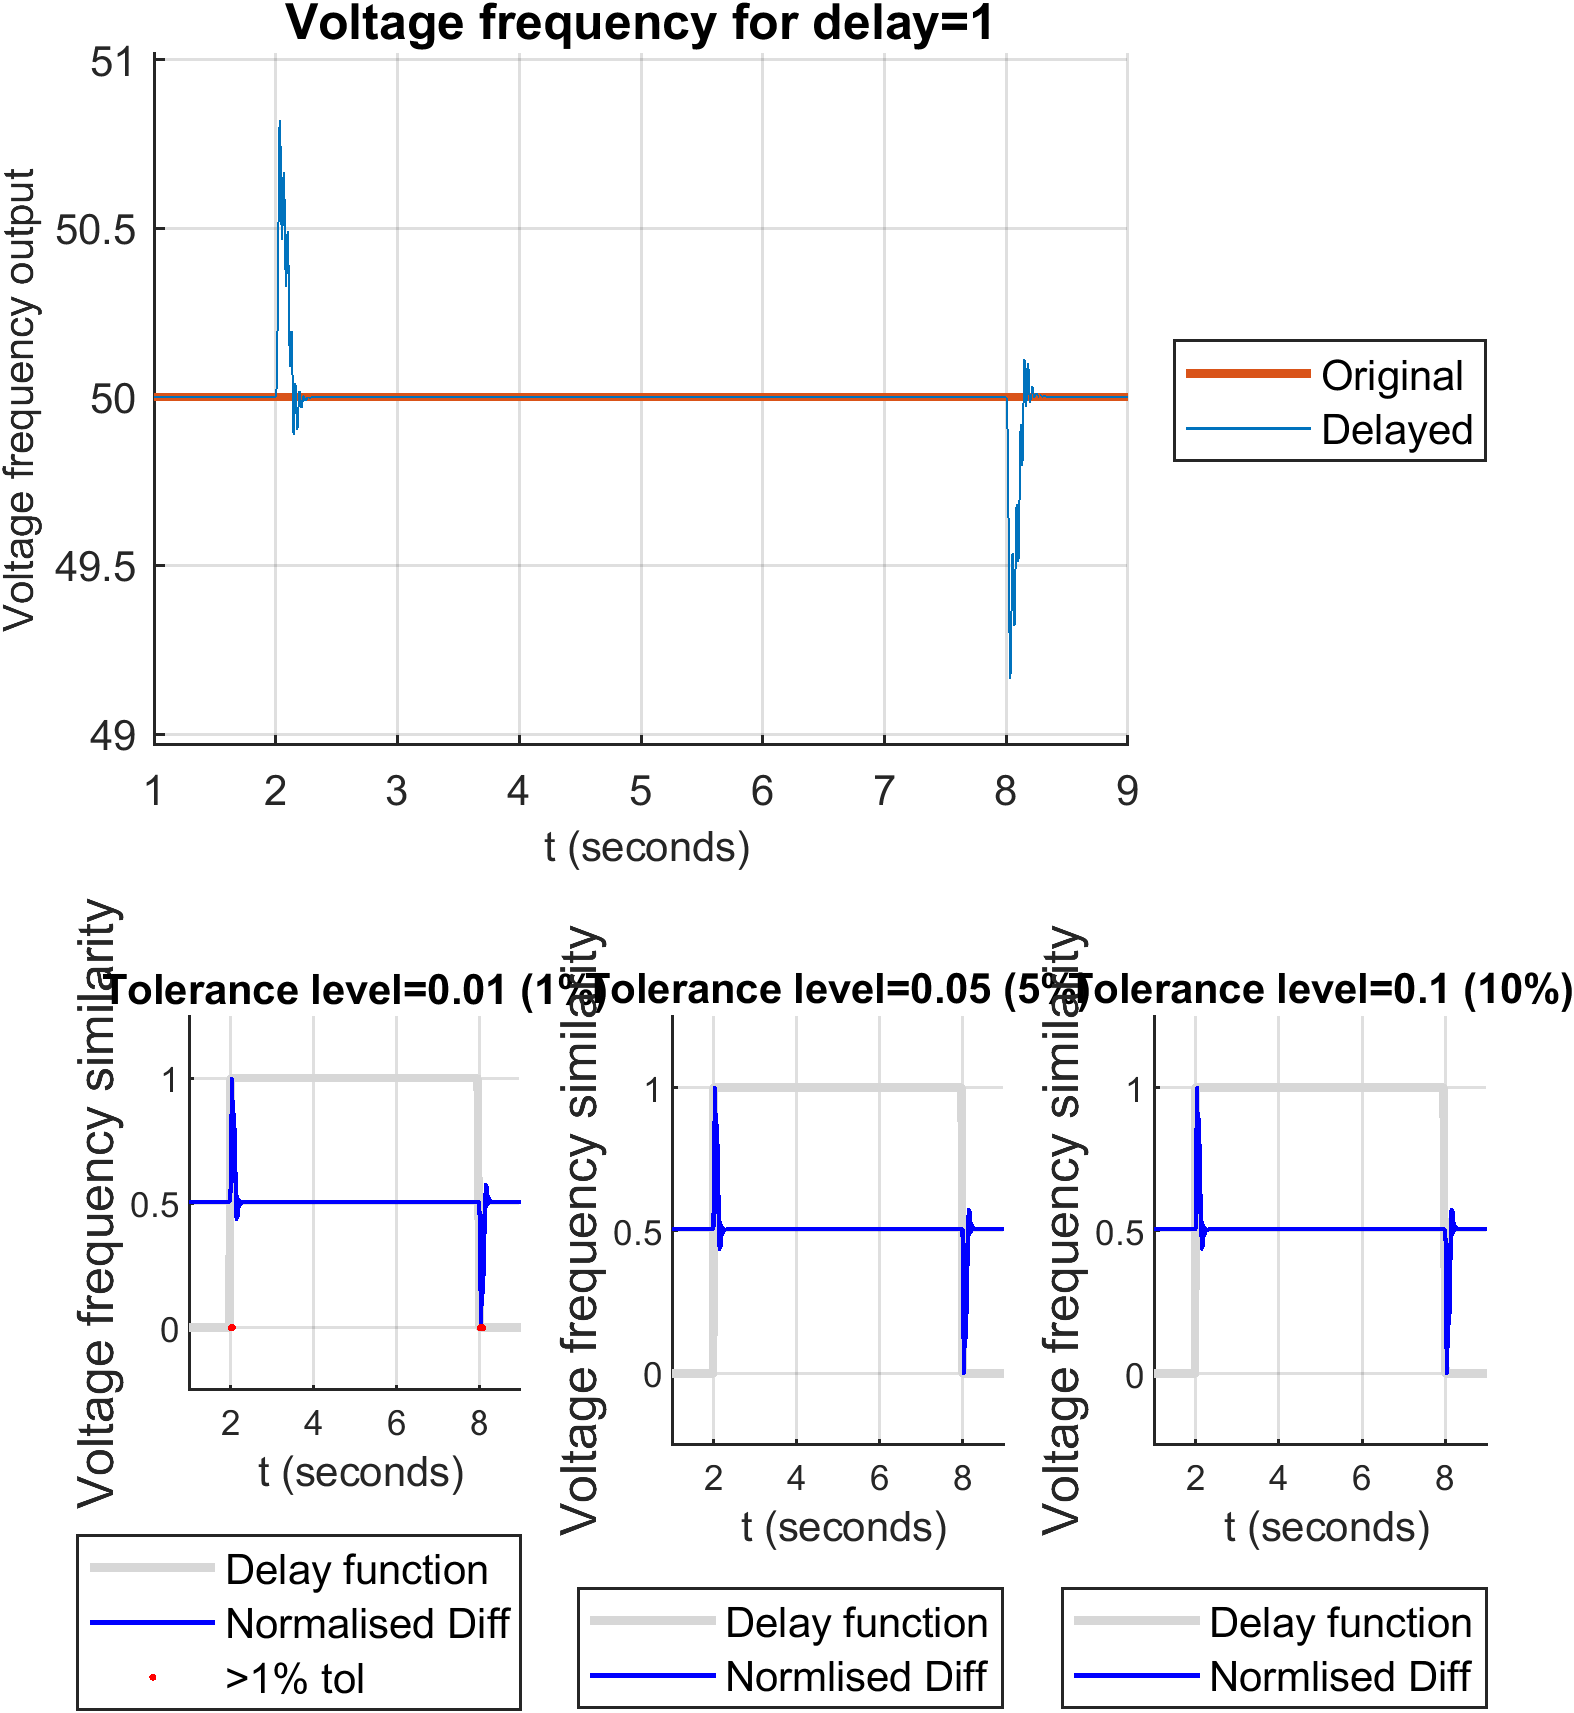 Voltage frequency for delay=1
51
50.5
50
49.5
49
Voltage frequency output
1 2 3 4 5 6 7 8 9
t (seconds)
Original
Delayed
Tolerance level=0.01 (1%)
Voltage frequency similarity
1
0.5
0
2 4 6 8
t (seconds)
Delay function
Normalised Diff
>1% tol
Tolerance level=0.05 (5%)
Voltage frequency similarity
1
0.5
0
2 4 6 8
t (seconds)
Delay function
Normlised Diff
Tolerance level=0.1 (10%)
Voltage frequency similarity
1
0.5
0
2 4 6 8
t (seconds)
Delay function
Normlised Diff